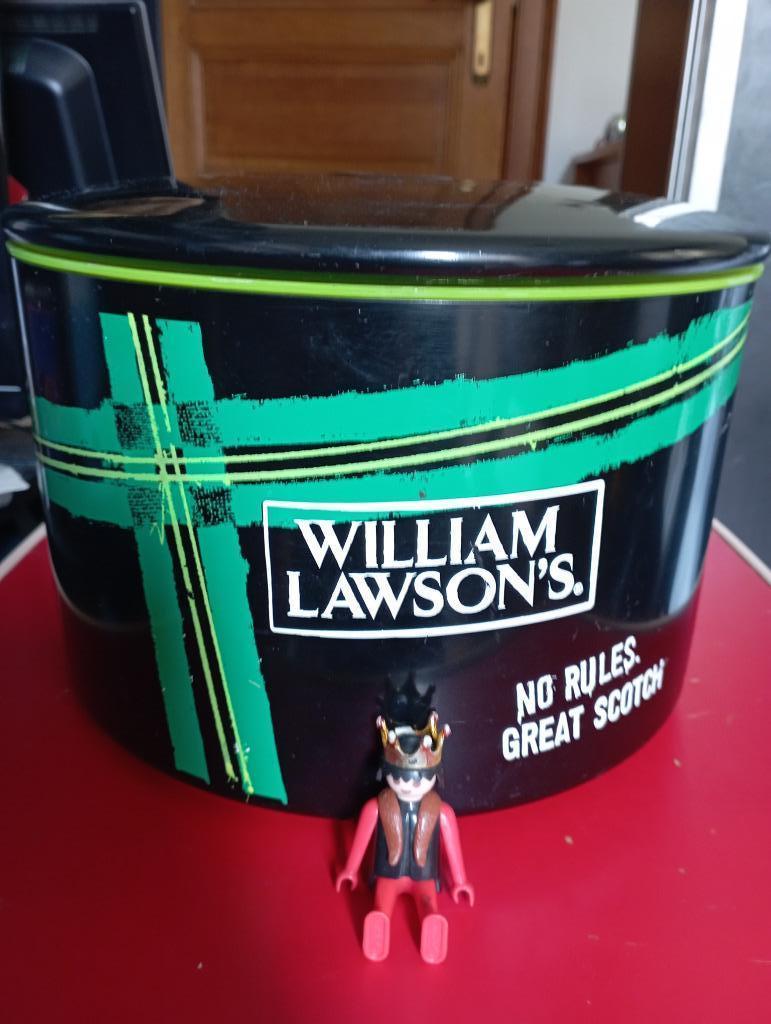 WILLIAM
LAWSON'S.
NO RULES.
GREAT SCOTCH